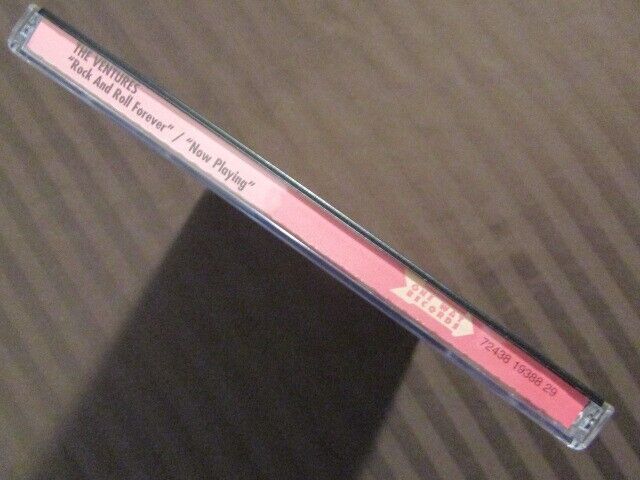 THE VENTURES
"Rock And Roll Forever" / "Now Playing"
ONE WAY
RECORDS
72438 19388 29